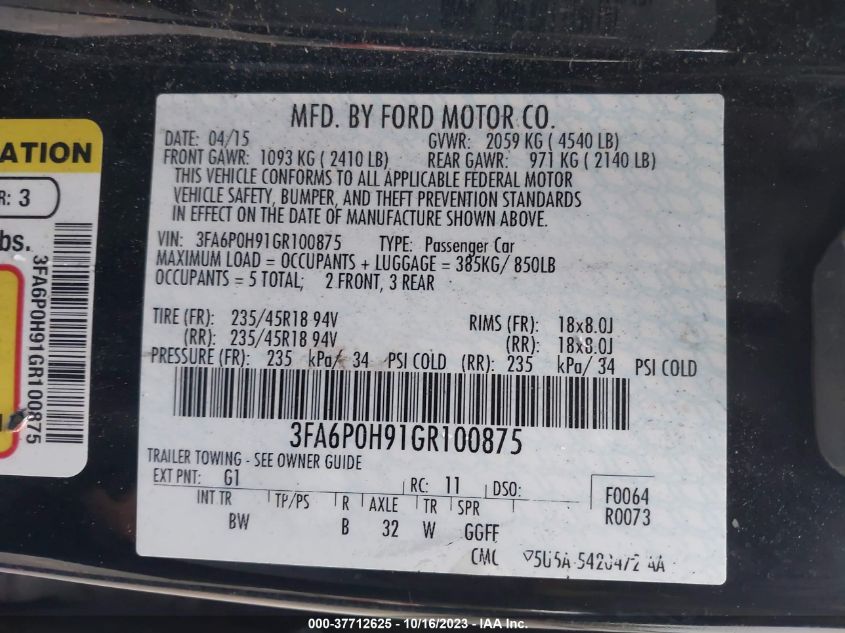 MFD. BY FORD MOTOR CO.
DATE: 04/15 GVWR: 2059 KG ( 4540 LB)
FRONT GAWR: 1093 KG ( 2410 LB) REAR GAWR: 971 KG ( 2140 LB)
THIS VEHICLE CONFORMS TO ALL APPLICABLE FEDERAL MOTOR
VEHICLE SAFETY, BUMPER, AND THEFT PREVENTION STANDARDS
IN EFFECT ON THE DATE OF MANUFACTURE SHOWN ABOVE.
VIN: 3FA6P0H91GR100875 TYPE: Passenger Car
MAXIMUM LOAD = OCCUPANTS + LUGGAGE = 385KG/ 850LB
OCCUPANTS = 5 TOTAL; 2 FRONT, 3 REAR
TIRE (FR): 235/45R18 94V RIMS (FR): 18x8.0J
(RR): 235/45R18 94V (RR): 18x8.0J
PRESSURE (FR): 235 kPa/ 34 PSI COLD (RR): 235 kPa/ 34 PSI COLD
3FA6P0H91GR100875
TRAILER TOWING - SEE OWNER GUIDE
EXT PNT: G1 RC: 11 DSO: F0064
R0073
INT TR TP/PS R AXLE TR SPR
BW B 32 W GGFF
CMC
ATION
R: 3
bs.
3FA6P0H91GR100875
000-37712625 - 10/16/2023 - IAA Inc.